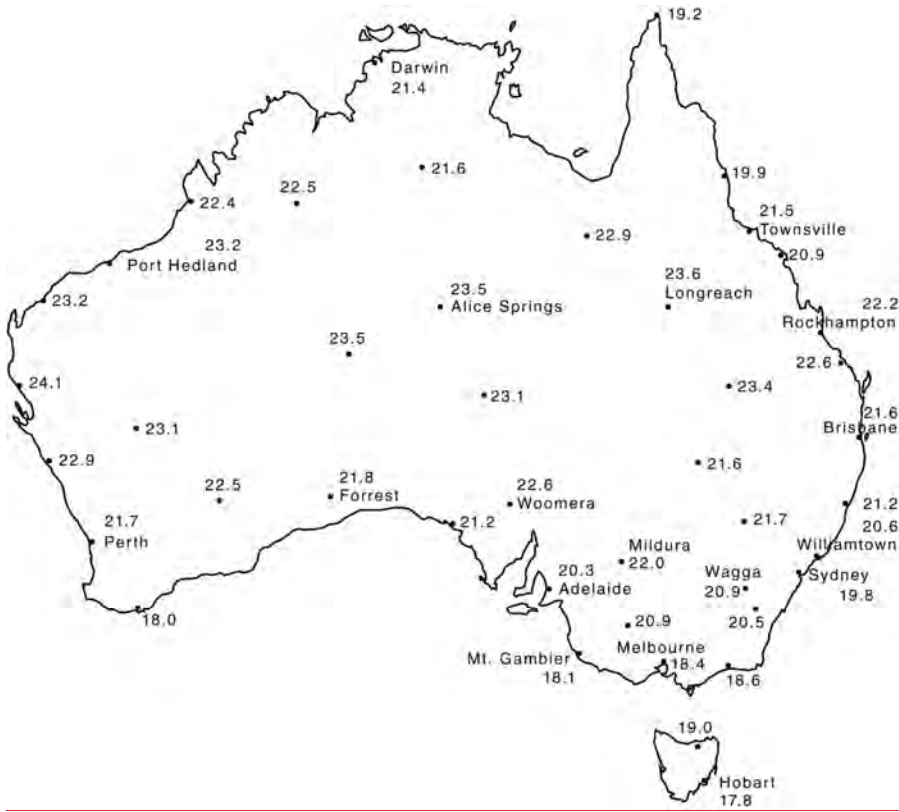 19.2
Darwin
21.4
21.6
19.9
22.4
22.5
21.5
Townsville
22.9
20.9
23.2
Port Hedland
23.2
23.5
Alice Springs
23.6
Longreach
22.2
Rockhampton
23.5
22.6
24.1
23.1
23.4
23.1
21.6
Brisbane
22.9
21.6
22.5
21.8
Forrest
22.6
Woomera
21.2
21.7
Perth
21.2
21.7
20.6
Williamtown
Mildura
22.0
20.3
Adelaide
Wagga
20.9
Sydney
19.8
18.0
20.9
20.5
Mt. Gambier
18.1
Melbourne
18.4
18.6
19.0
Hobart
17.8